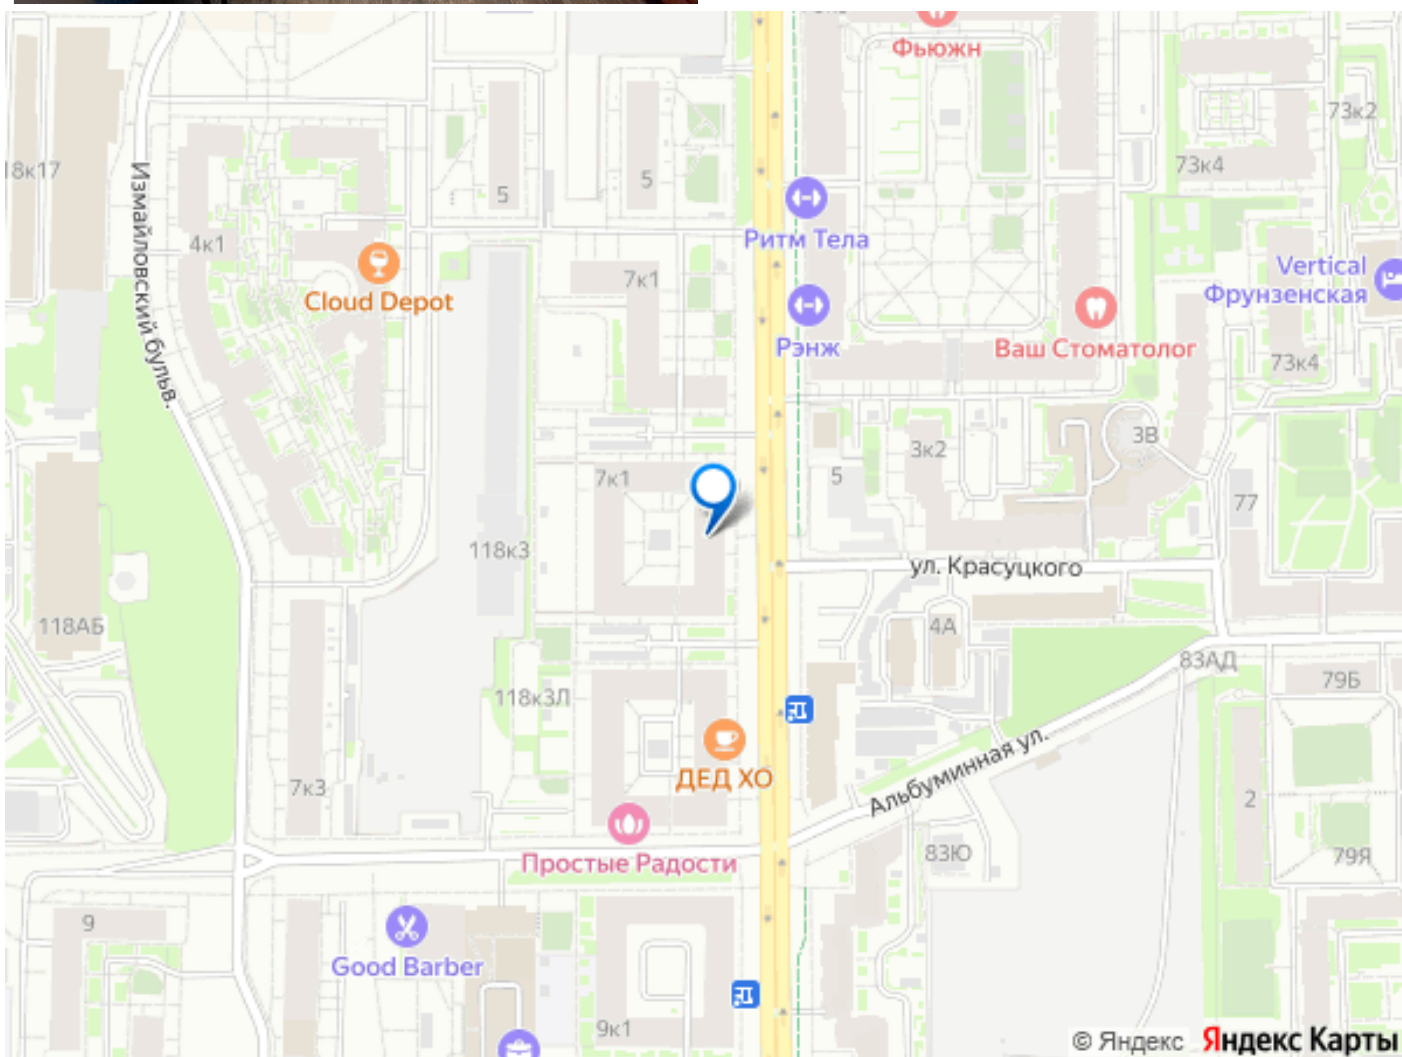 Фьюжн
73к2
18к17
73к4
5
5
Измайловский бульв.
4к1
Ритм Тела
Cloud Depot
7к1
Vertical
Фрунзенская
Рэнж
Ваш Стоматолог
73к4
3В
3к2
7к1
5
77
118к3
ул. Красуцкого
118АБ
4А
83АД
79Б
118к3Л
Альбуминная ул.
ДЕД ХО
7к3
2
Простые Радости
83Ю
79Я
9
Good Barber
9к1
© Яндекс Яндекс Карты